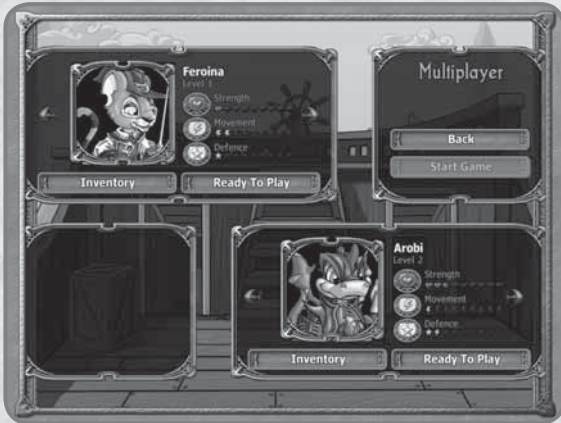 Feroina
Level 1
Strength
Movement
Defence
Inventory
Ready To Play
Multiplayer
Back
Start Game
Arobi
Level 2
Strength
Movement
Defence
Inventory
Ready To Play